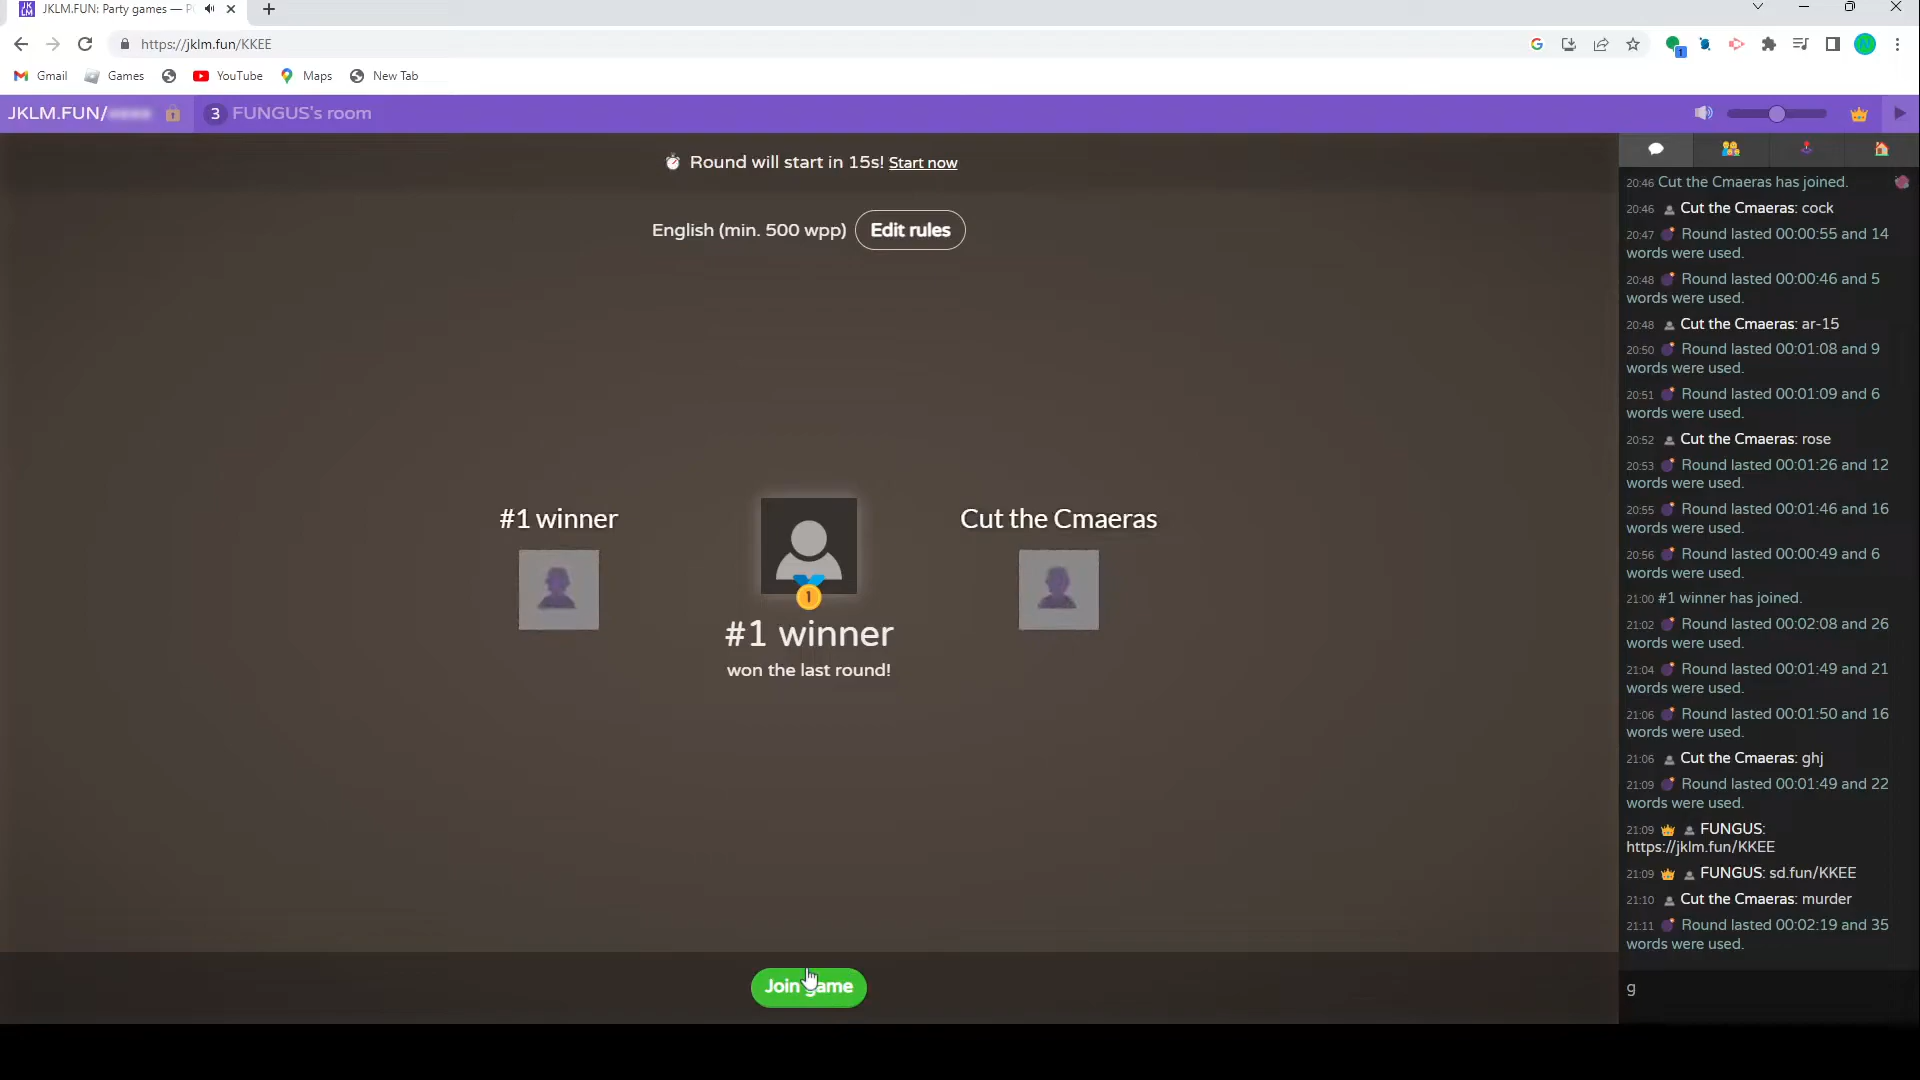 JKLM.FUN: Party games — P
https://jklm.fun/KKEE
1
Gmail Games YouTube Maps New Tab
JKLM.FUN/
3 FUNGUS's room
Round will start in 15s! Start now
English (min. 500 wpp) Edit rules
#1 winner
Cut the Cmaeras
1
#1 winner
won the last round!
Join game
20:46 Cut the Cmaeras has joined.
20:46 Cut the Cmaeras: cock
20:47 Round lasted 00:00:55 and 14
words were used.
20:48 Round lasted 00:00:46 and 5
words were used.
20:48 Cut the Cmaeras: ar-15
20:50 Round lasted 00:01:08 and 9
words were used.
20:51 Round lasted 00:01:09 and 6
words were used.
20:52 Cut the Cmaeras: rose
20:53 Round lasted 00:01:26 and 12
words were used.
20:55 Round lasted 00:01:46 and 16
words were used.
20:56 Round lasted 00:00:49 and 6
words were used.
21:00 #1 winner has joined.
21:02 Round lasted 00:02:08 and 26
words were used.
21:04 Round lasted 00:01:49 and 21
words were used.
21:06 Round lasted 00:01:50 and 16
words were used.
21:06 Cut the Cmaeras: ghj
21:09 Round lasted 00:01:49 and 22
words were used.
21:09 FUNGUS:
https://jklm.fun/KKEE
21:09 FUNGUS: sd.fun/KKEE
21:10 Cut the Cmaeras: murder
21:11 Round lasted 00:02:19 and 35
words were used.
g